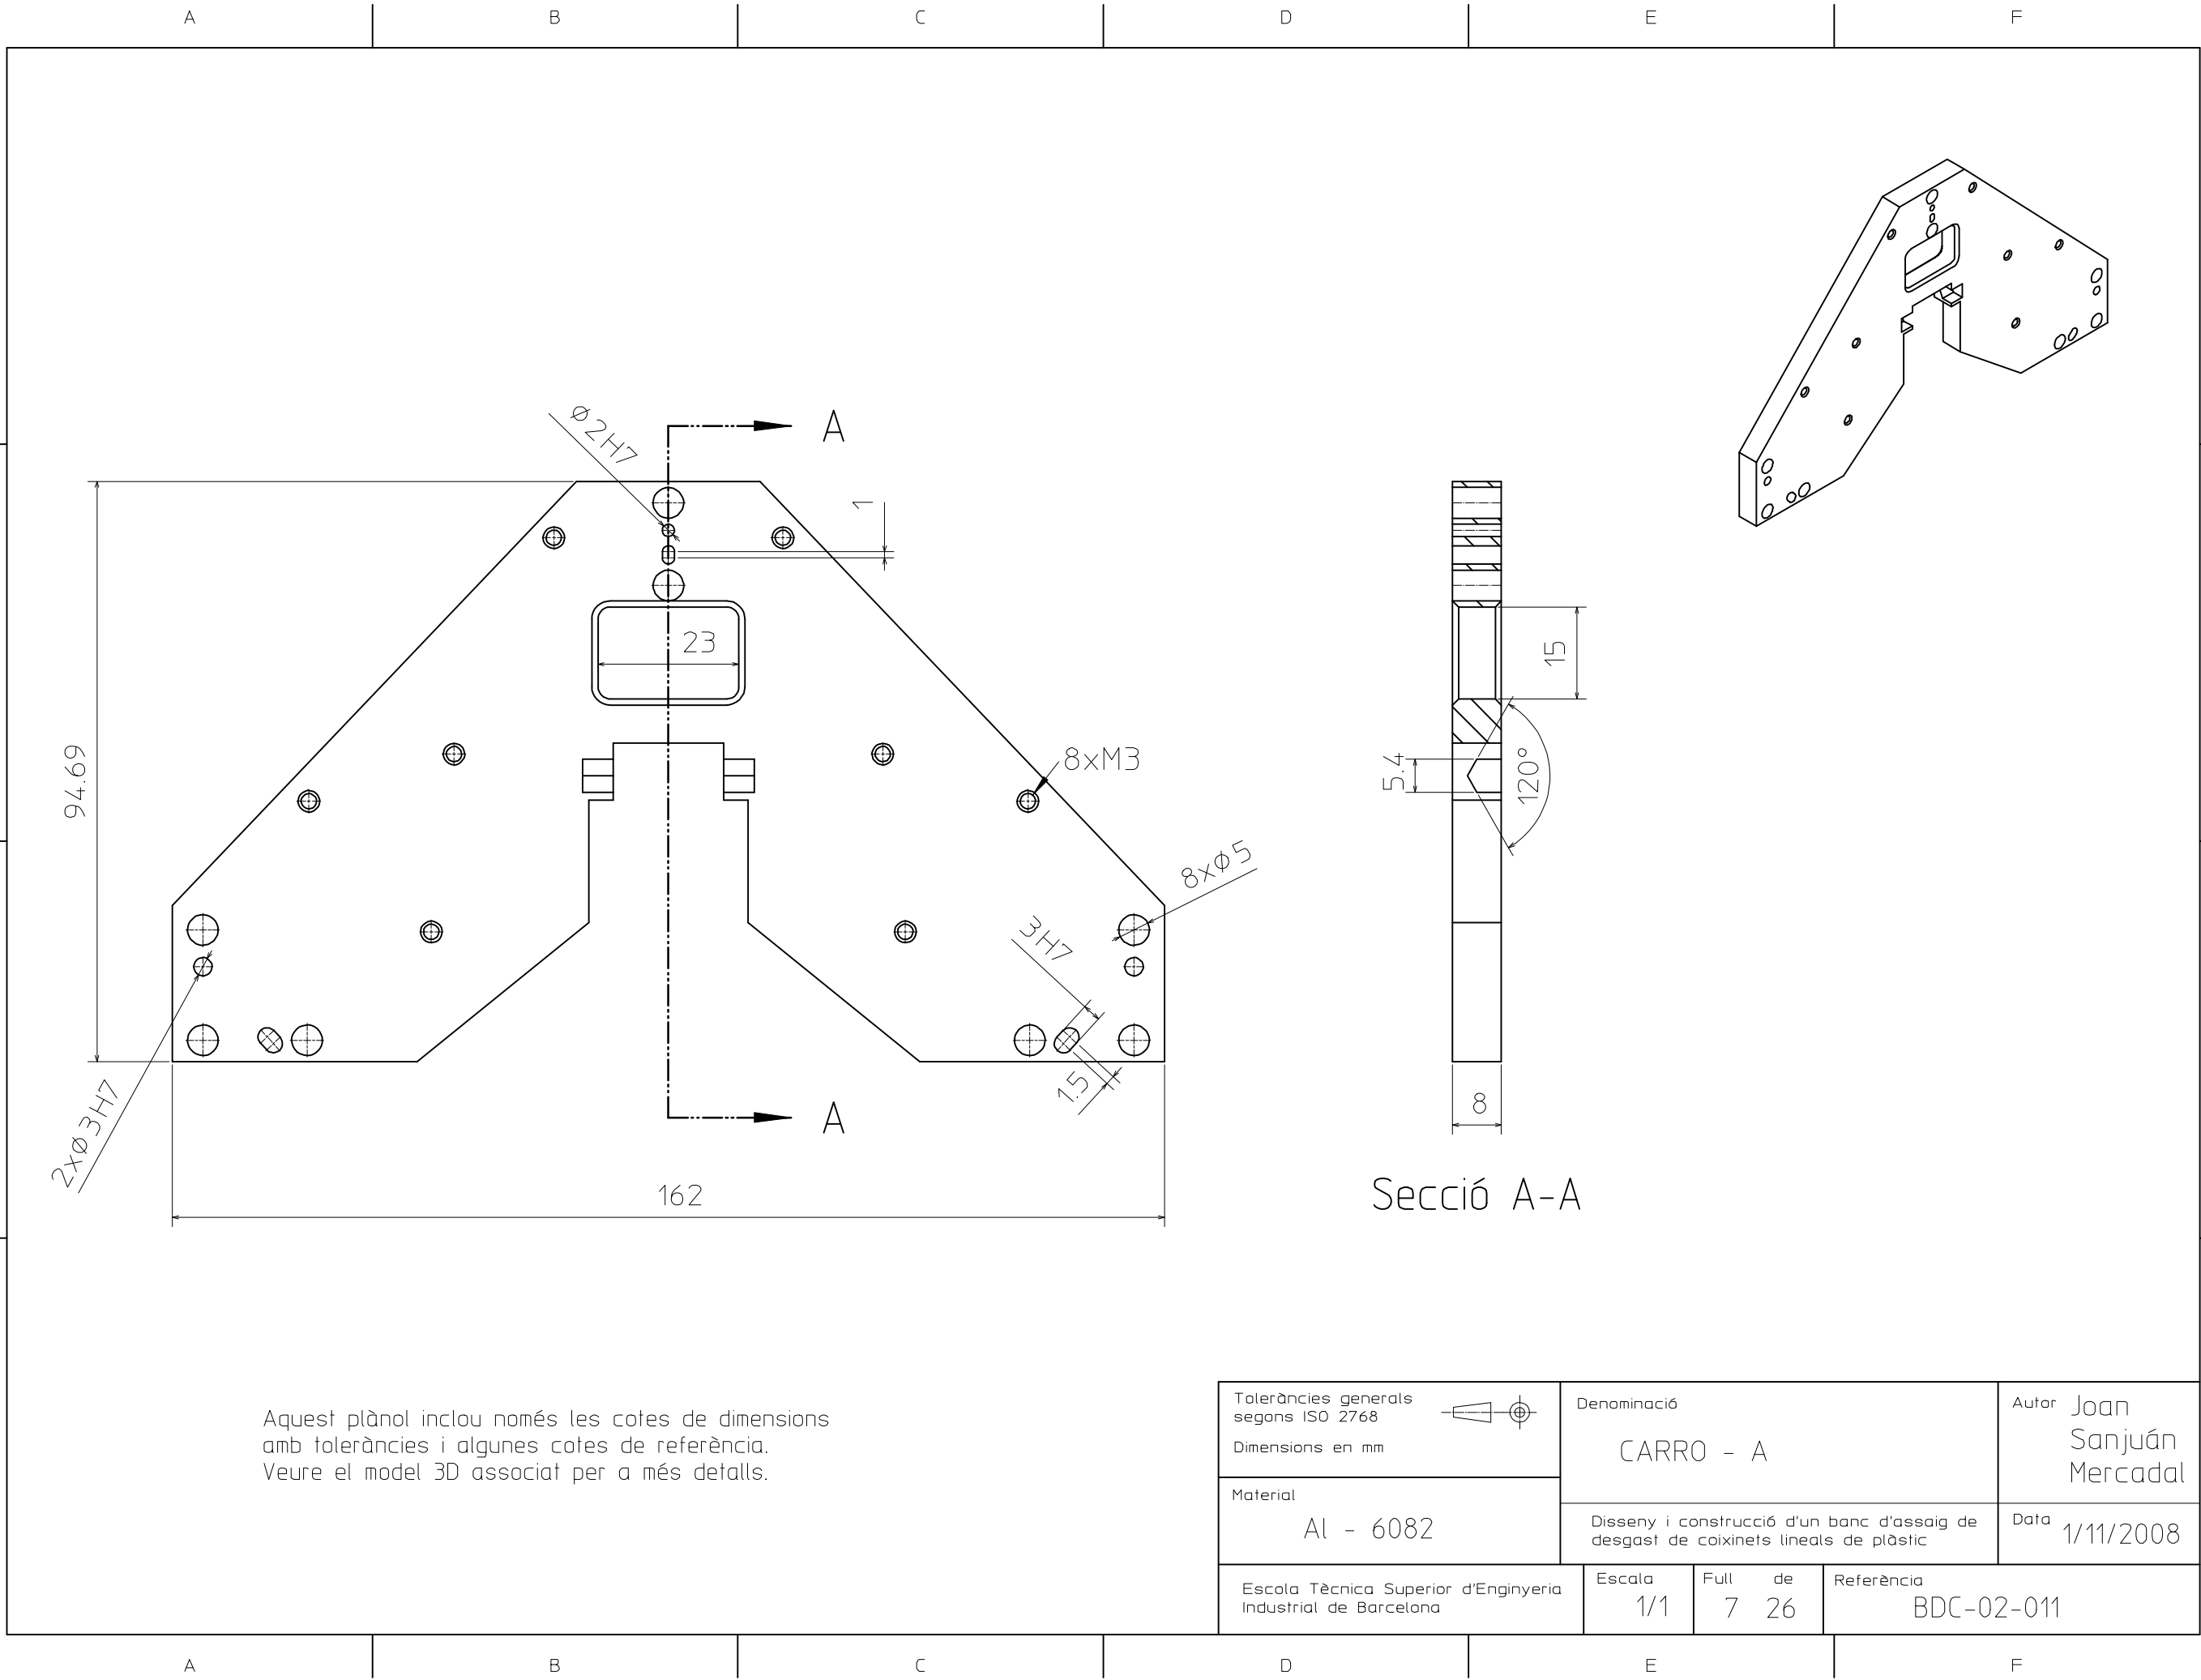 A B C D E F
A
Ø2H7
1
23
15
94.69
8xM3
5.4
120°
8xØ5
3H7
1.5
8
A
2xØ3H7
162
Secció A-A
Aquest plànol inclou només les cotes de dimensions
amb toleràncies i algunes cotes de referència.
Veure el model 3D associat per a més detalls.
Toleràncies generals
segons ISO 2768
Dimensions en mm
Denominació
CARRO - A
Autor Joan
Sanjuán
Mercadal
Material
Al - 6082
Disseny i construcció d'un banc d'assaig de
desgast de coixinets lineals de plàstic
Data 1/11/2008
Escola Tècnica Superior d'Enginyeria
Industrial de Barcelona
Escala
1/1
Full de
7 26
Referència
BDC-02-011
A B C D E F